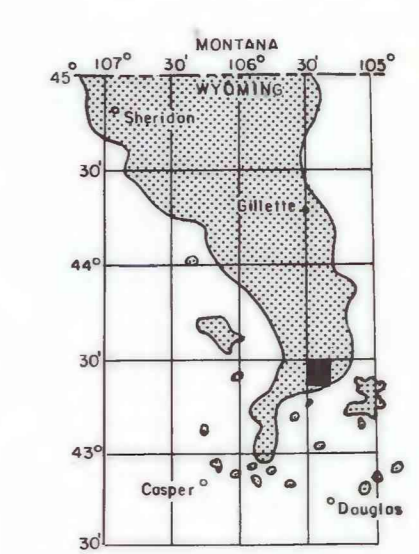 MONTANA
45° 107° 30' 106° 30' 105°
WYOMING
Sheridan
30'
Gillette
44°
30'
43°
Casper
Douglas
30'